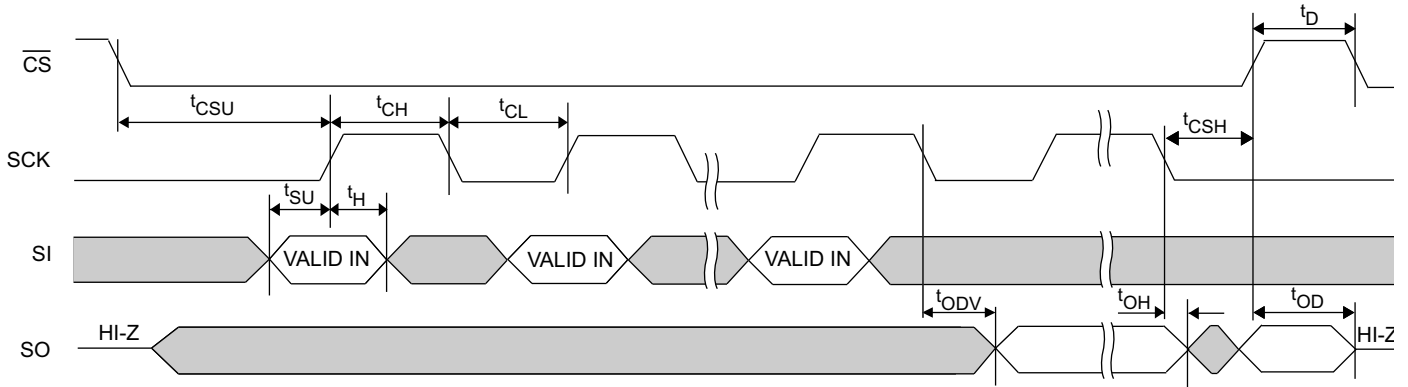 tD
CS
tCSU
tCH
tCL
tCSH
SCK
tSU
tH
SI
VALID IN
VALID IN
VALID IN
tODV
tOH
tOD
HI-Z
HI-Z
SO